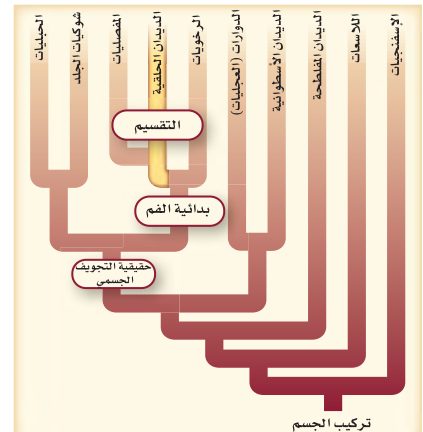 الإسفنجيات
اللاسعات
الديدان المفلطحة
الديدان الأسطوانية
الدوارات (العجليات)
الرخويات
الديدان الحلقية
المفصليات
شوكيات الجلد
الحبليات
التقسيم
بدائية الفم
حقيقية التجويف
الجسمي
تركيب الجسم